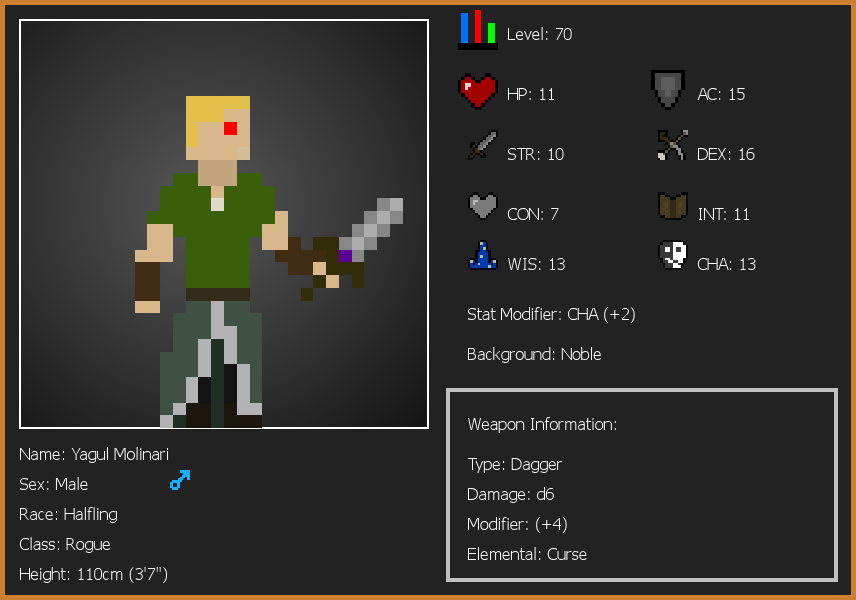 Level: 70
HP: 11
AC: 15
STR: 10
DEX: 16
CON: 7
INT: 11
WIS: 13
CHA: 13
Stat Modifier: CHA (+2)
Background: Noble
Weapon Information:
Type: Dagger
Damage: d6
Modifier: (+4)
Elemental: Curse
Name: Yagul Molinari
Sex: Male
Race: Halfling
Class: Rogue
Height: 110cm (3'7")